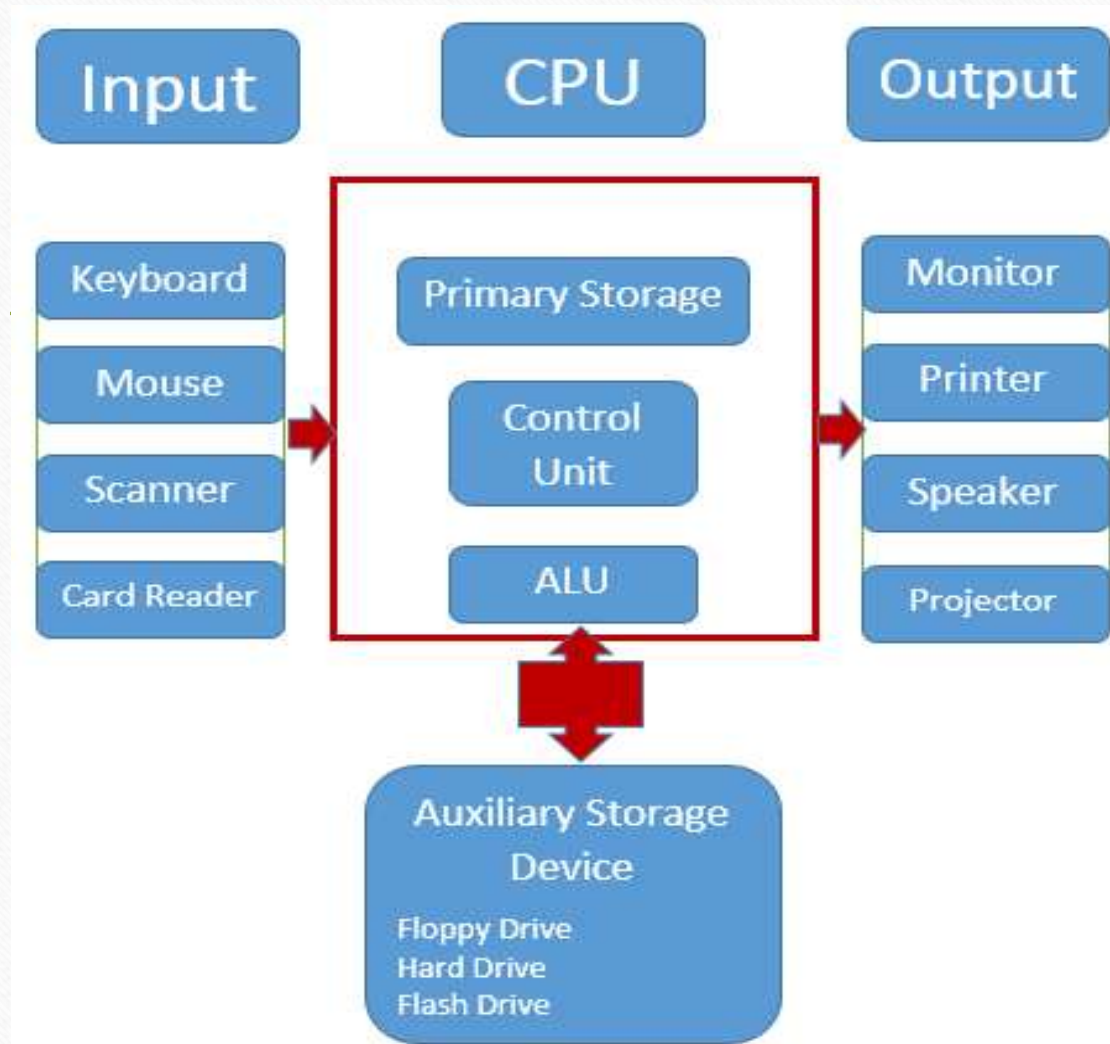 Input
CPU
Output
Keyboard
Mouse
Scanner
Card Reader
Primary Storage
Control
Unit
ALU
Monitor
Printer
Speaker
Projector
Auxiliary Storage
Device
Floppy Drive
Hard Drive
Flash Drive